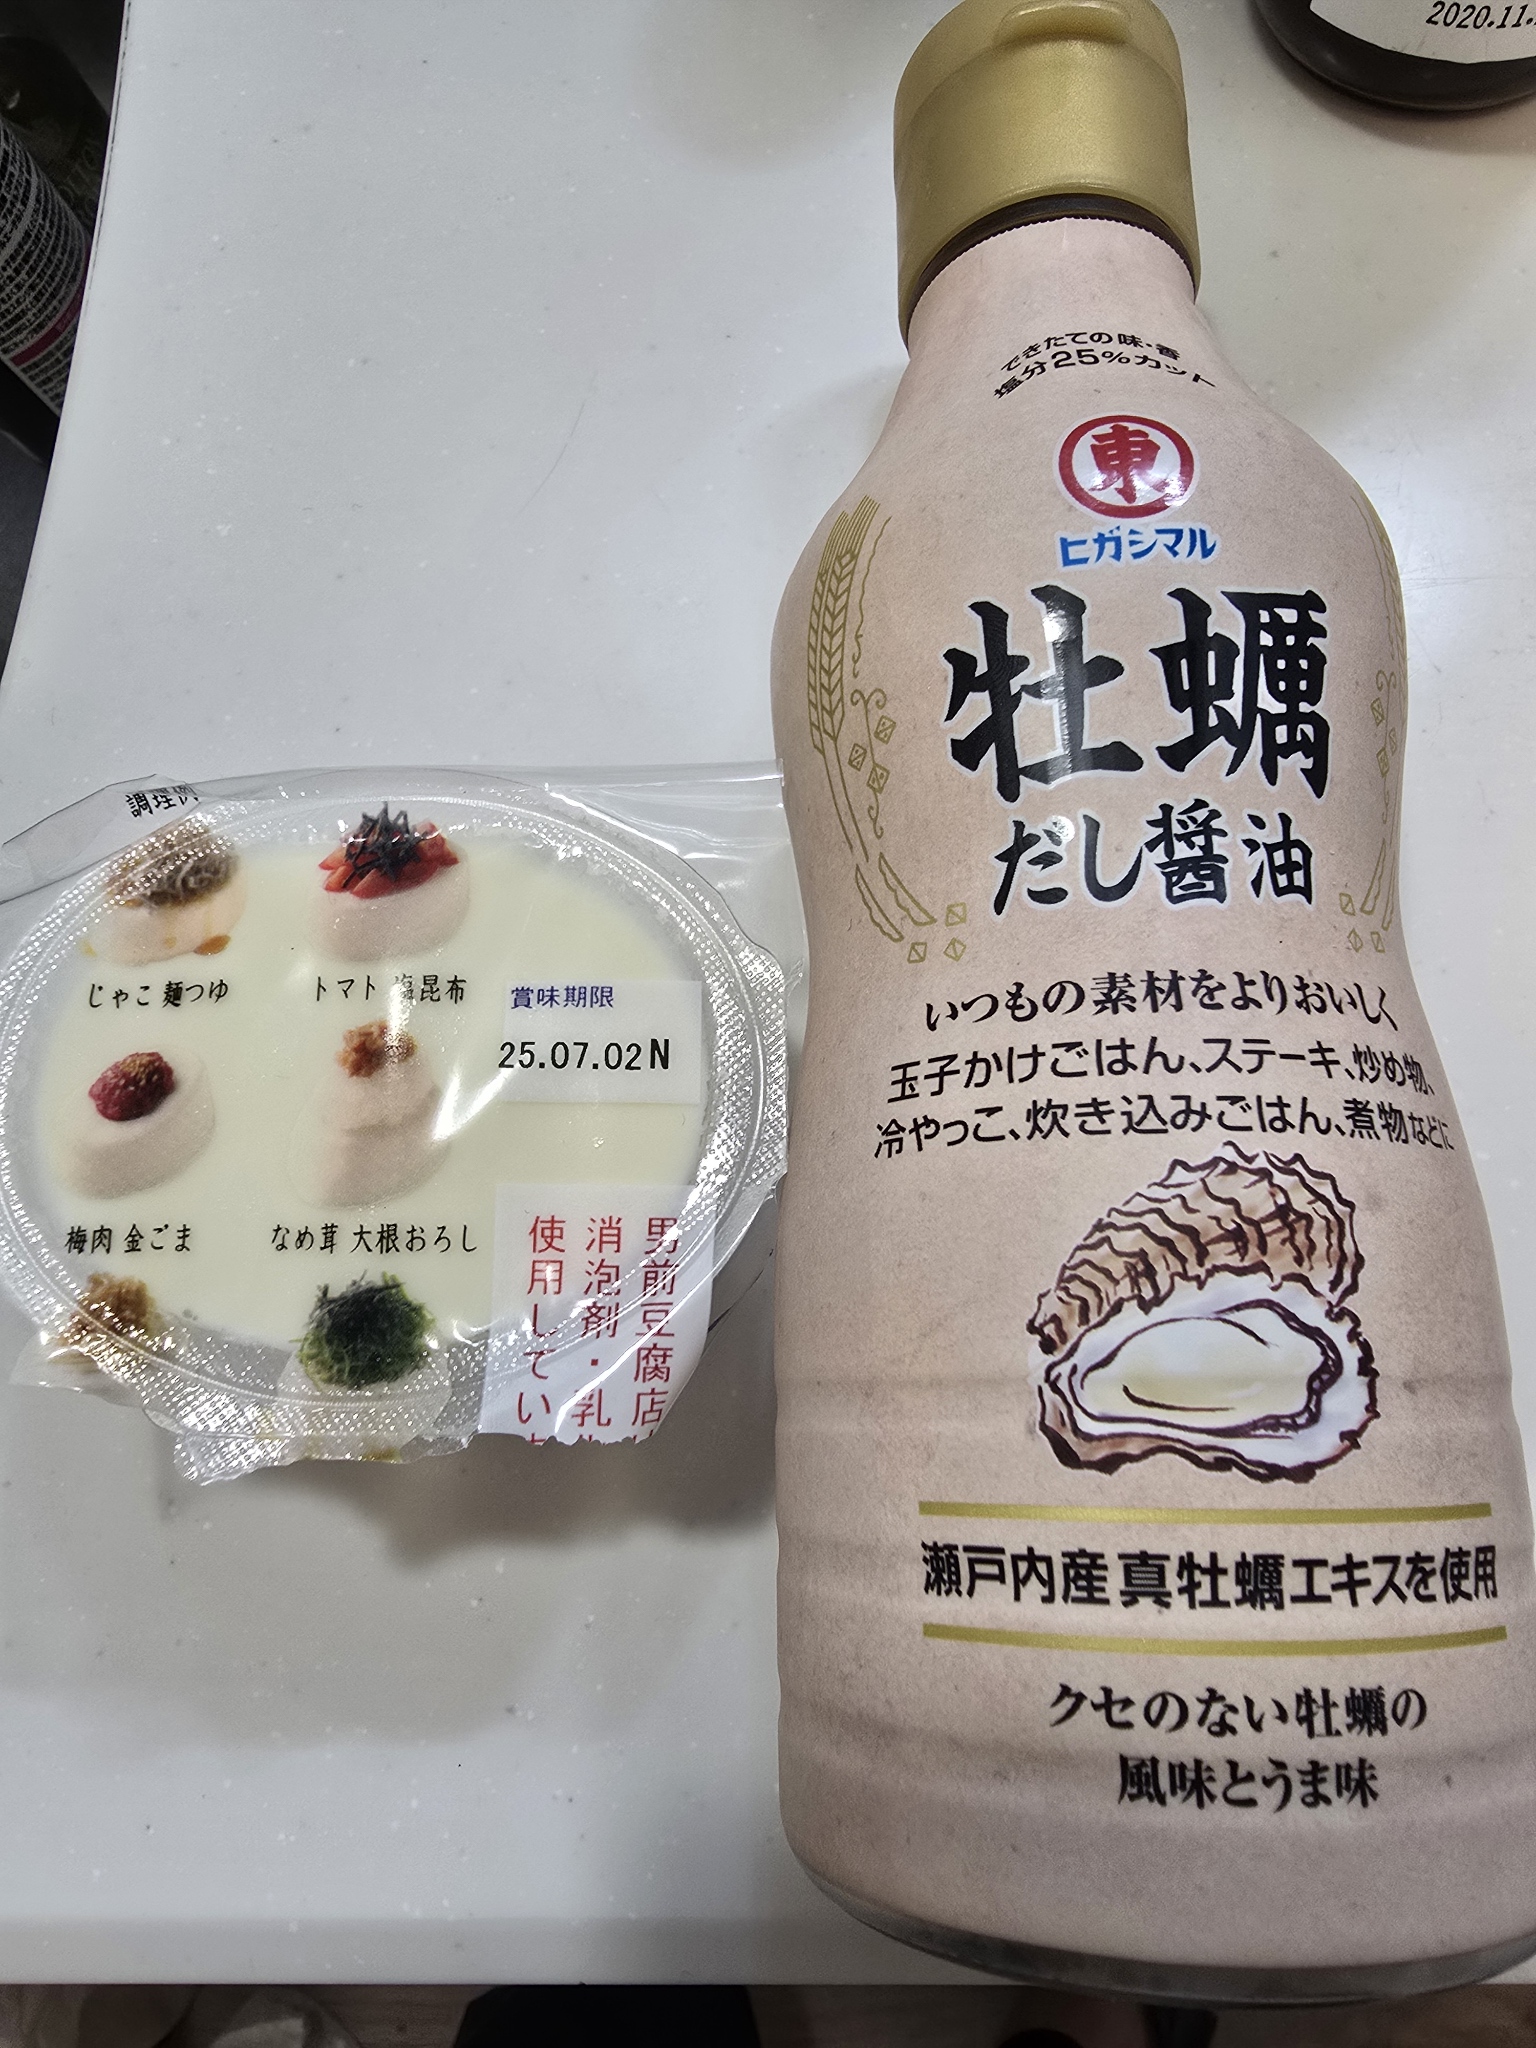 2020.11.
できたての味・香
塩分25%カット
東
ヒガシマル
牡蠣
だし醤油
いつもの素材をよりおいしく
玉子かけごはん、ステーキ、炒め物、
冷やっこ、炊き込みごはん、煮物などに
瀬戸内産真牡蠣エキスを使用
クセのない牡蠣の
風味とうま味
調理例
じゃこ 麺つゆ
トマト 塩昆布
賞味期限
25.07.02N
梅肉 金ごま
なめ茸 大根おろし
男前豆腐店
消泡剤・乳
使用してい